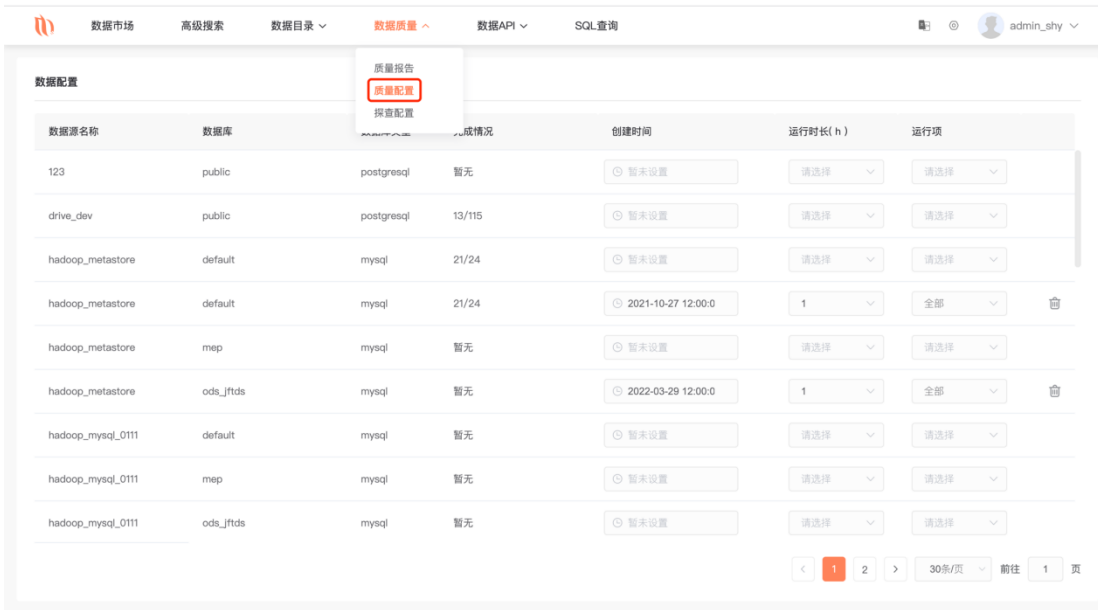 数据市场 高级搜索 数据目录 数据质量 数据API SQL查询 admin_shy
质量报告
质量配置
探查配置
数据配置
数据源名称 数据库 数据库类型 完成情况 创建时间 运行时长( h ) 运行项
123 public postgresql 暂无 暂未设置 请选择 请选择
drive_dev public postgresql 13/115 暂未设置 请选择 请选择
hadoop_metastore default mysql 21/24 暂未设置 请选择 请选择
hadoop_metastore default mysql 21/24 2021-10-27 12:00:0 1 全部
hadoop_metastore mep mysql 暂无 暂未设置 请选择 请选择
hadoop_metastore ods_jftds mysql 暂无 2022-03-29 12:00:0 1 全部
hadoop_mysql_0111 default mysql 暂无 暂未设置 请选择 请选择
hadoop_mysql_0111 mep mysql 暂无 暂未设置 请选择 请选择
hadoop_mysql_0111 ods_jftds mysql 暂无 暂未设置 请选择 请选择
1 2 30条/页 前往 1 页